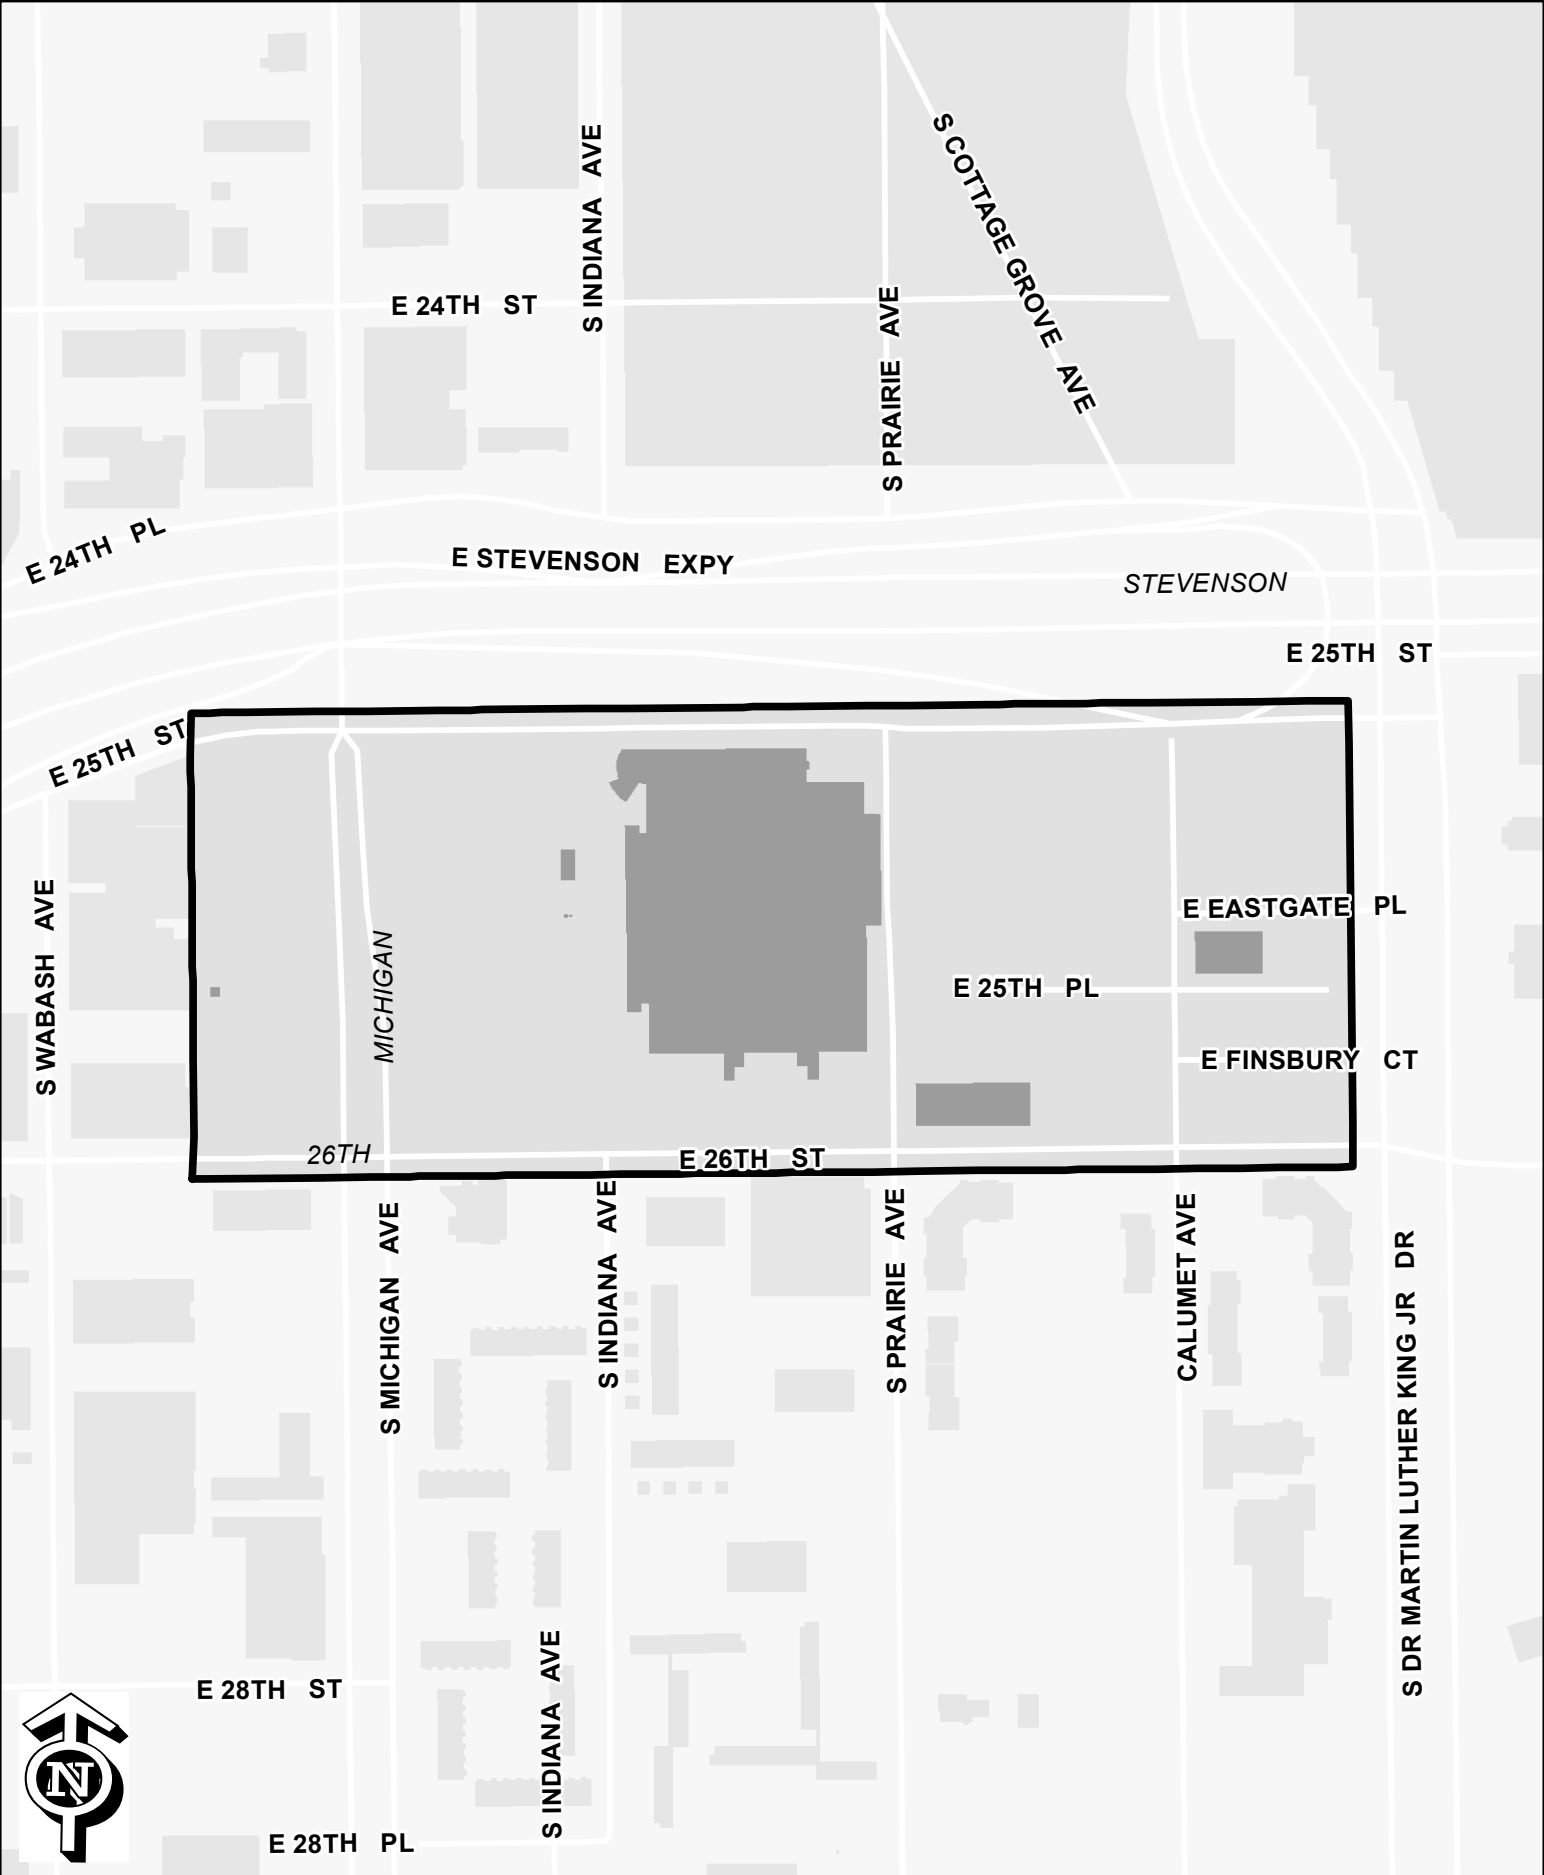 S INDIANA AVE
S COTTAGE GROVE AVE
E 24TH ST
S PRAIRIE AVE
E 24TH PL
E STEVENSON EXPY
STEVENSON
E 25TH ST
E 25TH ST
S WABASH AVE
MICHIGAN
E EASTGATE PL
E 25TH PL
E FINSBURY CT
26TH
E 26TH ST
S MICHIGAN AVE
S INDIANA AVE
S PRAIRIE AVE
CALUMET AVE
S DR MARTIN LUTHER KING JR DR
S INDIANA AVE
E 28TH ST
N
E 28TH PL